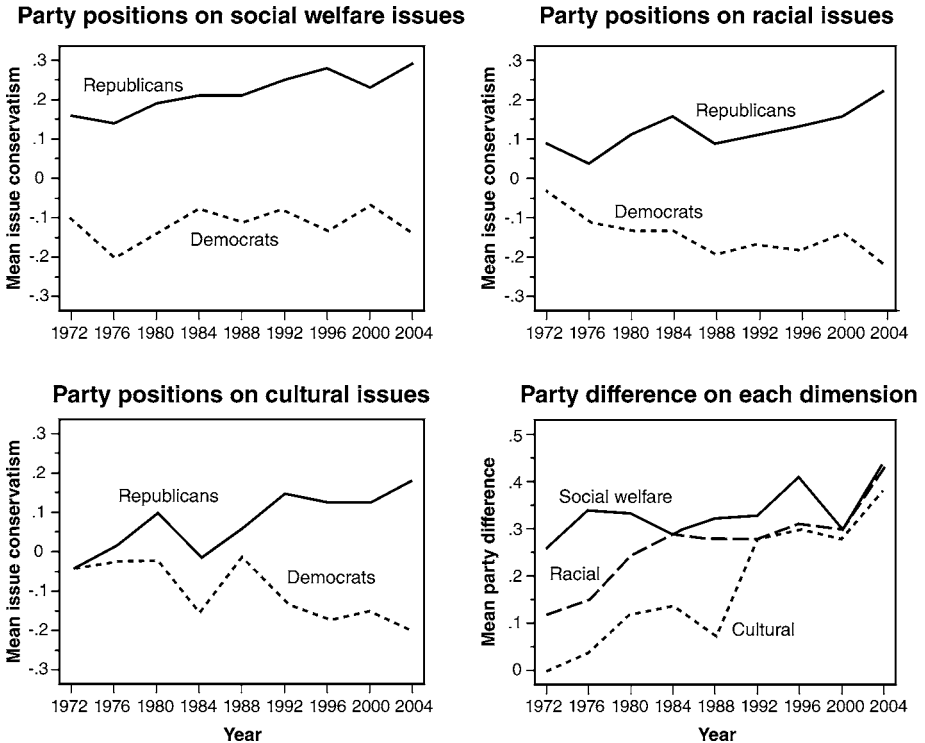 Party positions on social welfare issues
Mean issue conservatism
.3
.2
.1
0
-.1
-.2
-.3
Republicans
Democrats
1972 1976 1980 1984 1988 1992 1996 2000 2004
Party positions on racial issues
Mean issue conservatism
.3
.2
.1
0
-.1
-.2
-.3
Republicans
Democrats
1972 1976 1980 1984 1988 1992 1996 2000 2004
Party positions on cultural issues
Mean issue conservatism
.3
.2
.1
0
-.1
-.2
-.3
Republicans
Democrats
1972 1976 1980 1984 1988 1992 1996 2000 2004
Year
Party difference on each dimension
Mean party difference
.5
.4
.3
.2
.1
0
Social welfare
Racial
Cultural
1972 1976 1980 1984 1988 1992 1996 2000 2004
Year